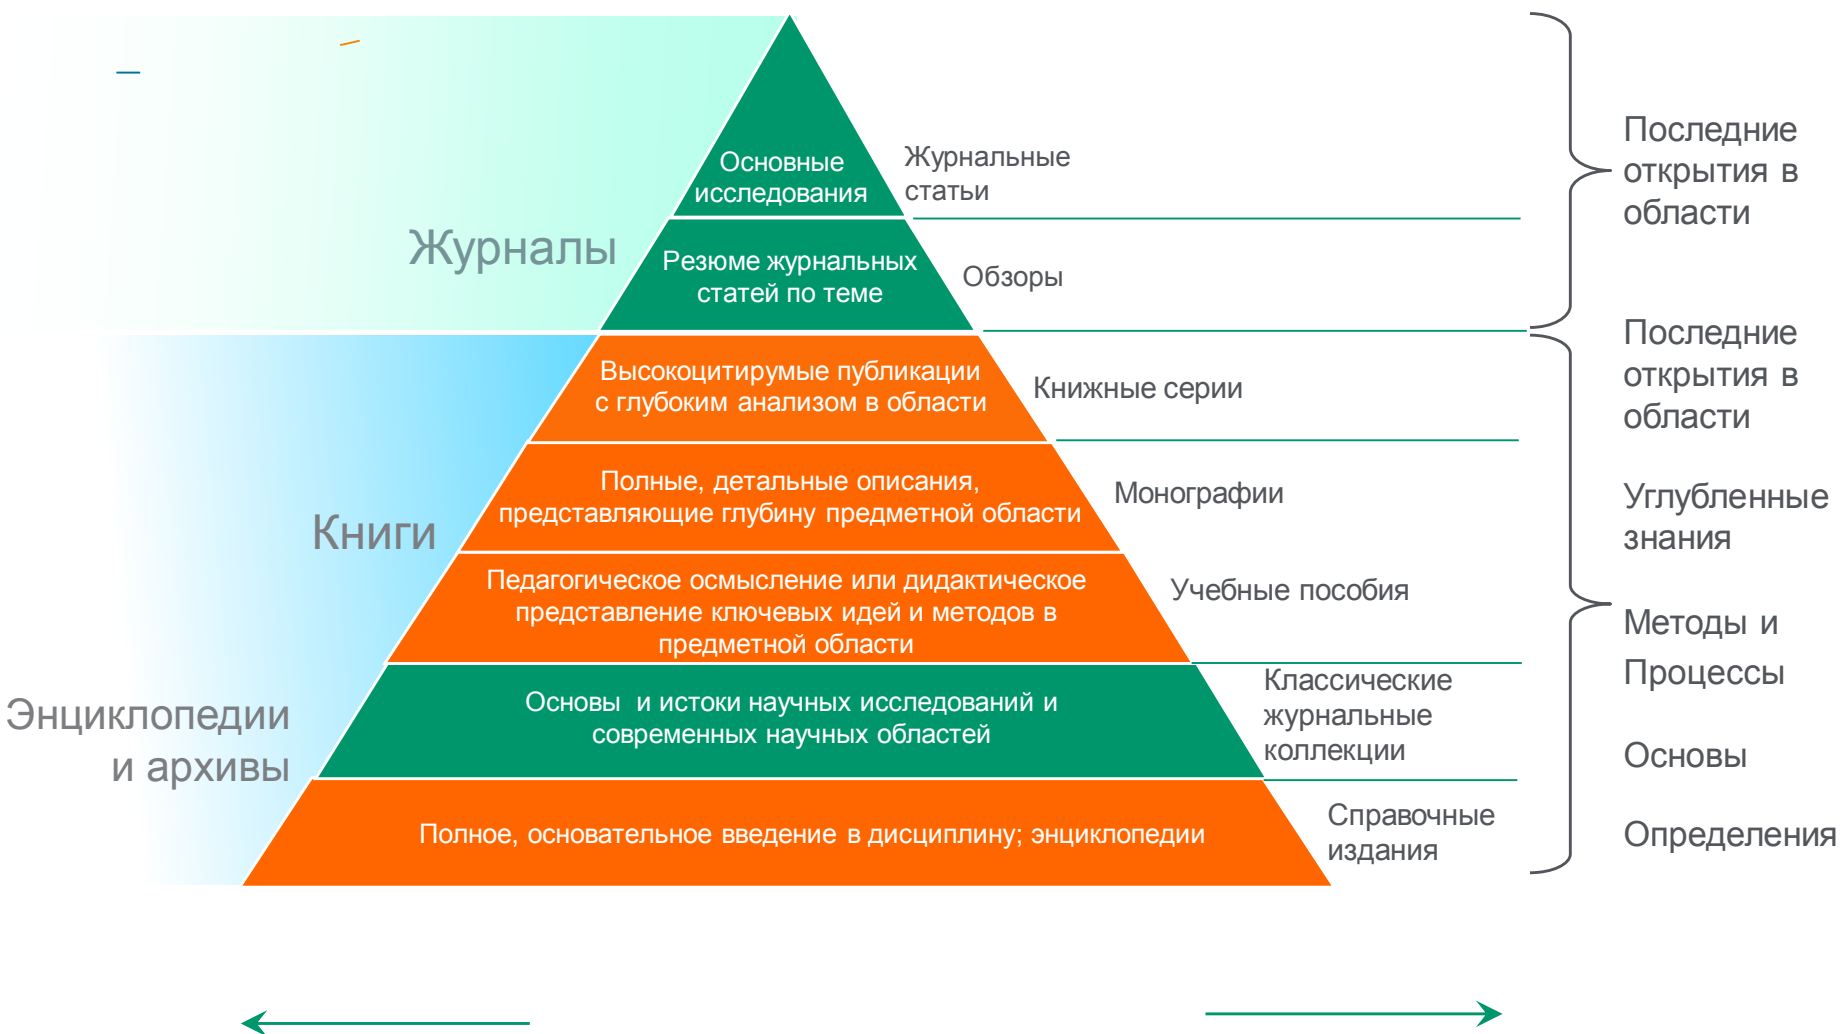 Основные
исследования
Журнальные
статьи
Последние
открытия в
области
Журналы
Резюме журнальных
статей по теме
Обзоры
Последние
открытия в
области
Высокоцитирумые публикации
с глубоким анализом в области
Книжные серии
Книги
Полные, детальные описания,
представляющие глубину предметной области
Монографии
Углубленные
знания
Педагогическое осмысление или дидактическое
представление ключевых идей и методов в
предметной области
Учебные пособия
Методы и
Процессы
Энциклопедии
и архивы
Основы и истоки научных исследований и
современных научных областей
Классические
журнальные
коллекции
Основы
Полное, основательное введение в дисциплину; энциклопедии
Справочные
издания
Определения